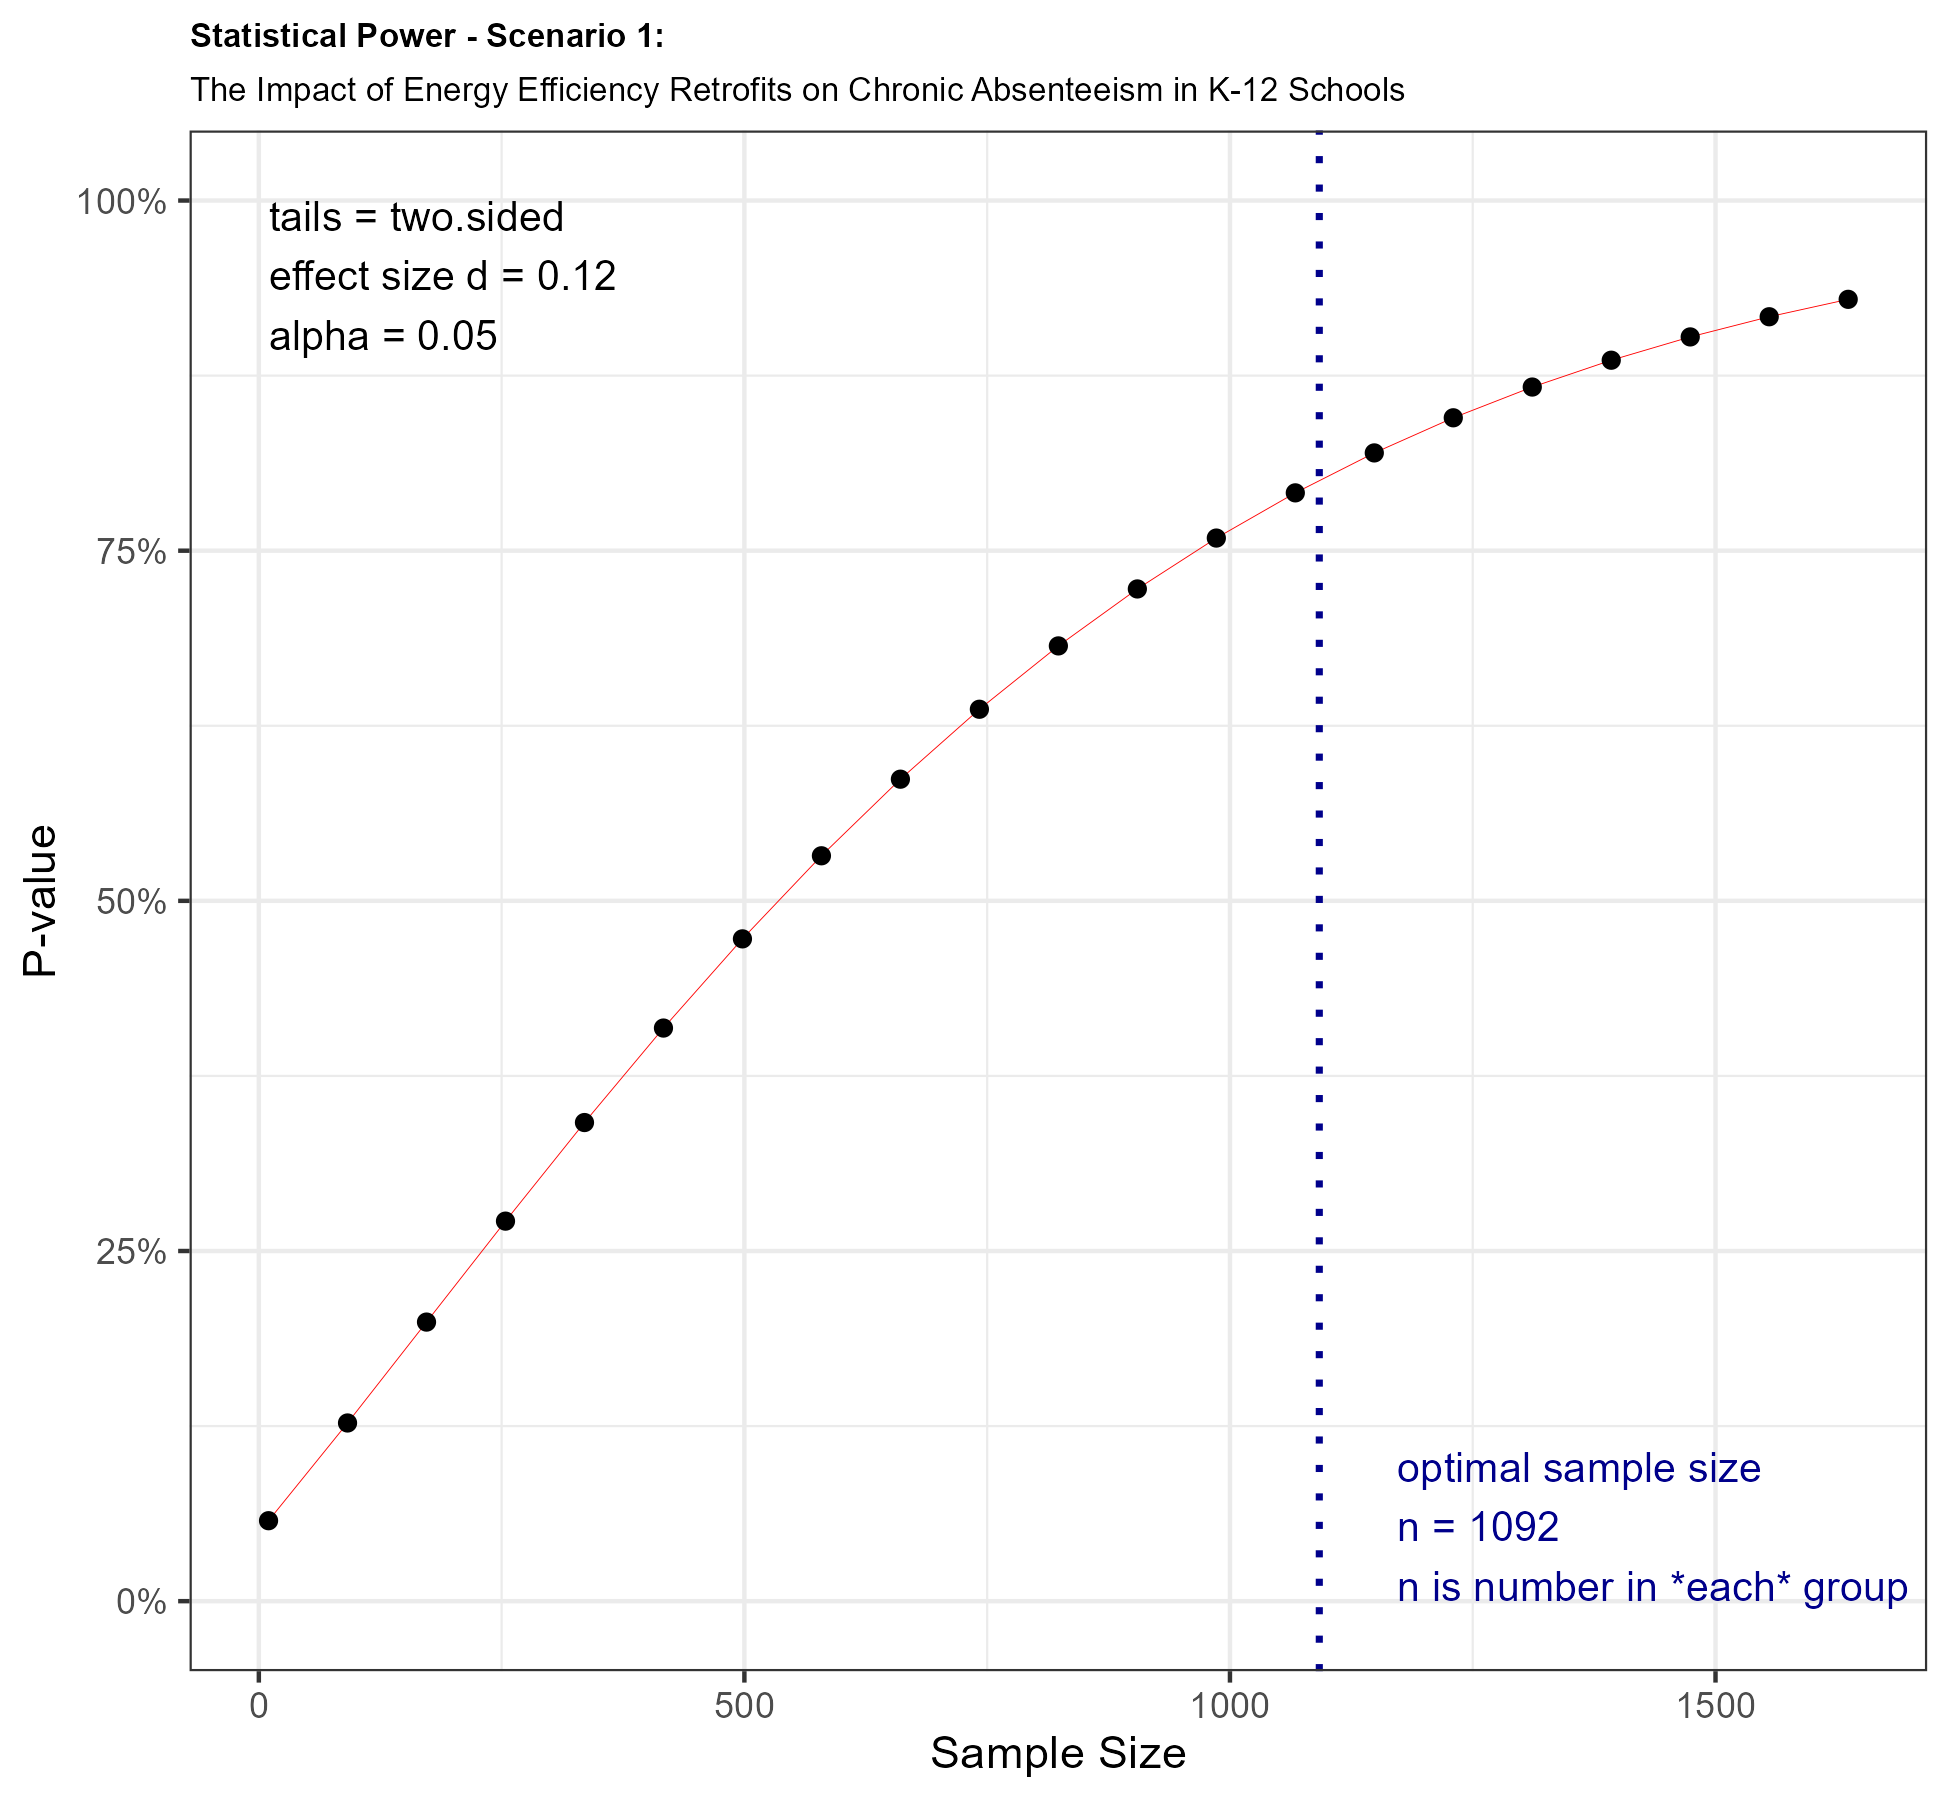 Statistical Power - Scenario 1:
The Impact of Energy Efficiency Retrofits on Chronic Absenteeism in K-12 Schools
100%
75%
50%
25%
0%
P-value
tails = two.sided
effect size d = 0.12
alpha = 0.05
optimal sample size
n = 1092
n is number in *each* group
0 500 1000 1500
Sample Size